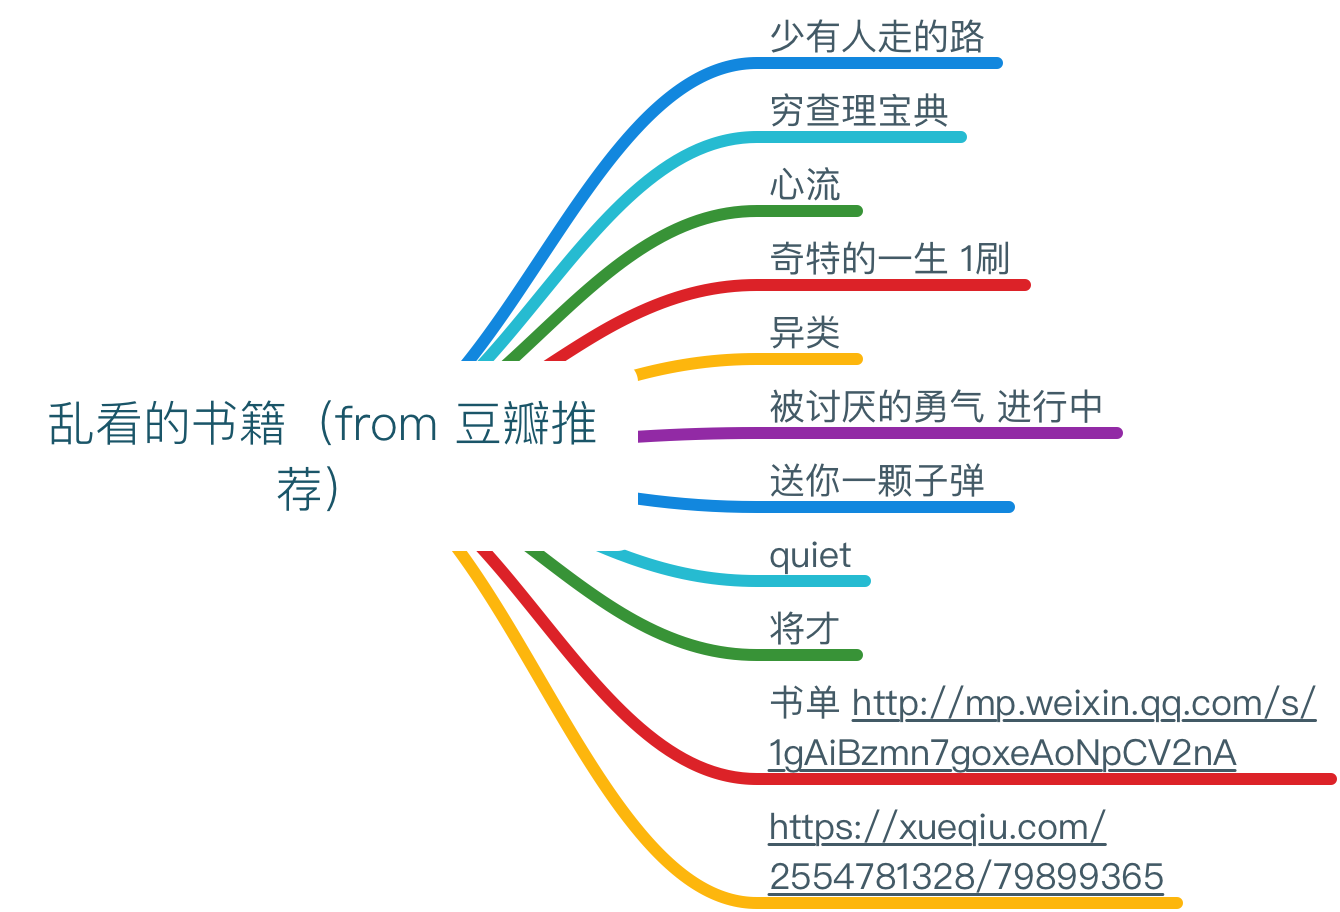 乱看的书籍（from 豆瓣推
荐）
少有人走的路
穷查理宝典
心流
奇特的一生 1刷
异类
被讨厌的勇气 进行中
送你一颗子弹
quiet
将才
书单 http://mp.weixin.qq.com/s/
1gAiBzmn7goxeAoNpCV2nA
https://xueqiu.com/
2554781328/79899365